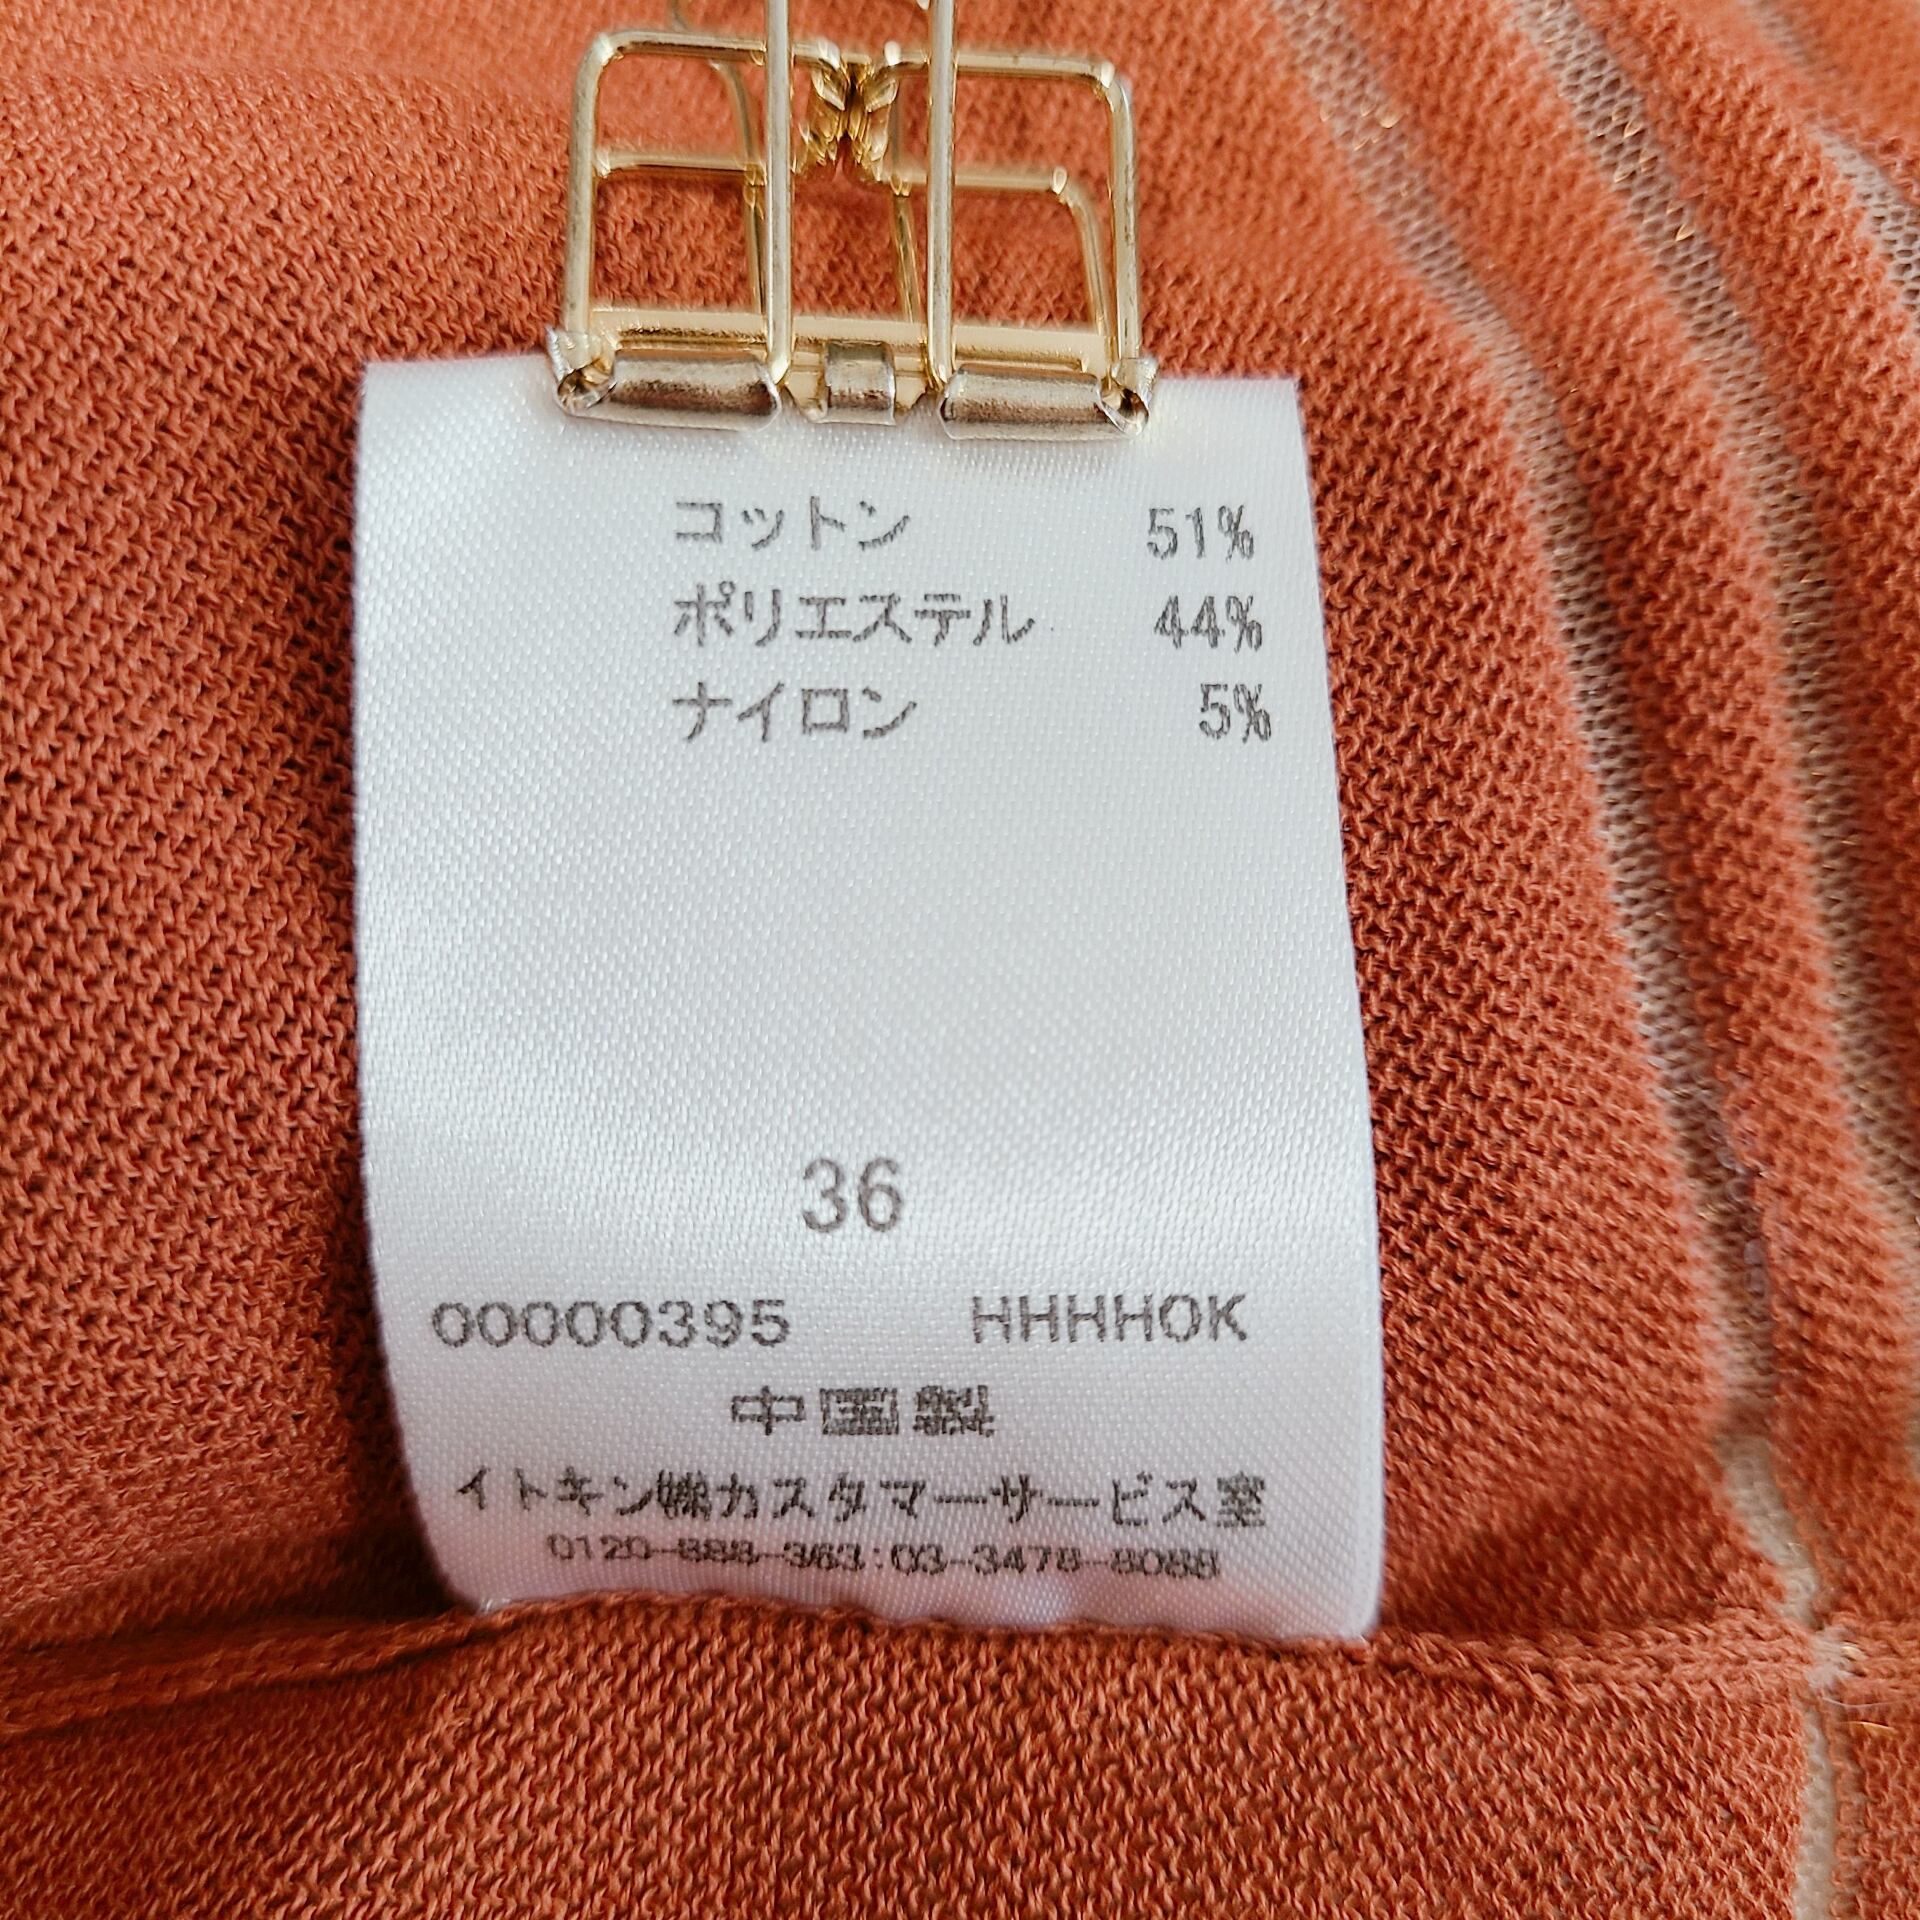 コットン 51%
ポリエステル 44%
ナイロン 5%
36
00000395 HHHHOK
中国製
イトキン㈱カスタマーサービス室
0120-888-363:03-3478-8088